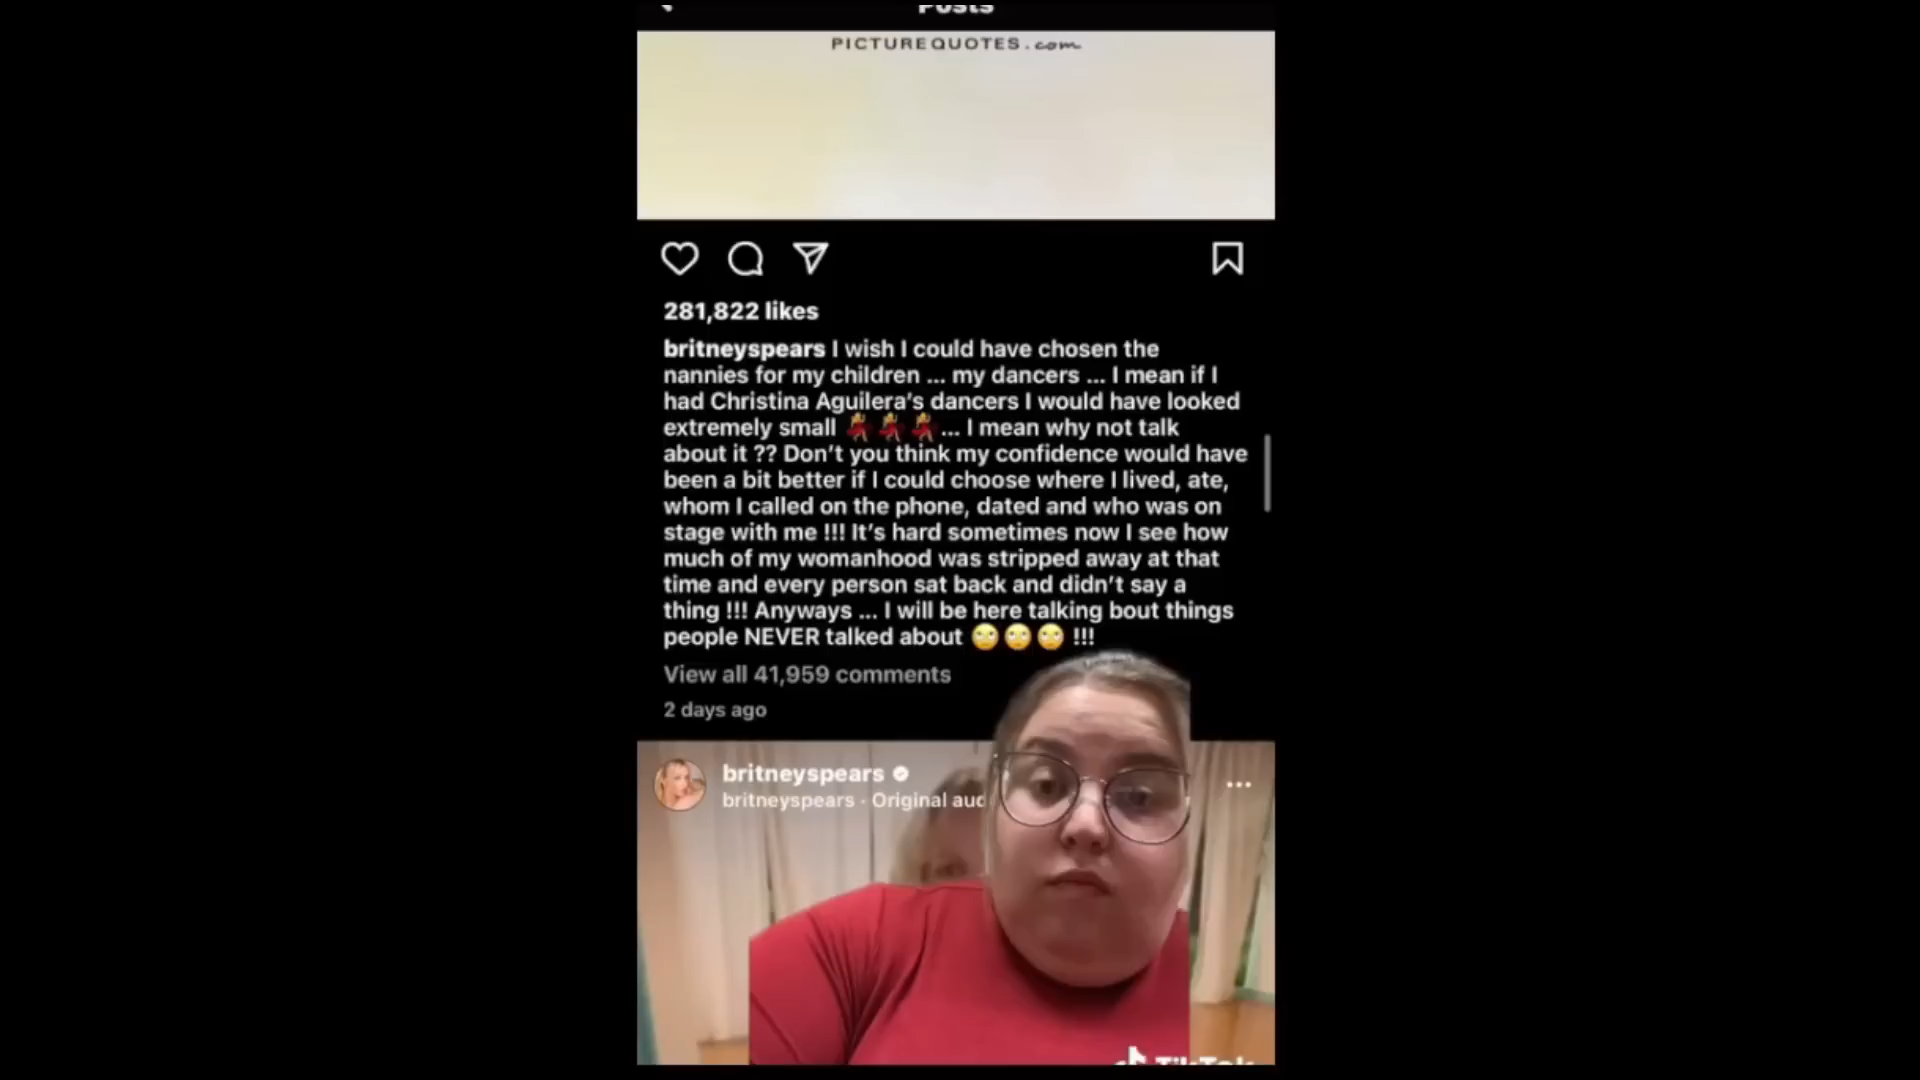 Posts
PICTUREQUOTES.com
281,822 likes
britneyspears I wish I could have chosen the
nannies for my children ... my dancers ... I mean if I
had Christina Aguilera's dancers I would have looked
extremely small 💃💃💃... I mean why not talk
about it ?? Don't you think my confidence would have
been a bit better if I could choose where I lived, ate,
whom I called on the phone, dated and who was on
stage with me !!! It's hard sometimes now I see how
much of my womanhood was stripped away at that
time and every person sat back and didn't say a
thing !!! Anyways ... I will be here talking bout things
people NEVER talked about 🙄🙄🙄 !!!
View all 41,959 comments
2 days ago
britneyspears
britneyspears · Original aud
TikTok